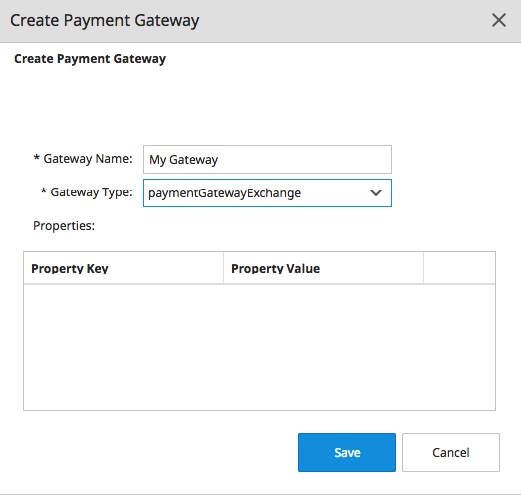 Create Payment Gateway
Create Payment Gateway
* Gateway Name: My Gateway
* Gateway Type: paymentGatewayExchange
Properties:
Property Key Property Value
Save Cancel